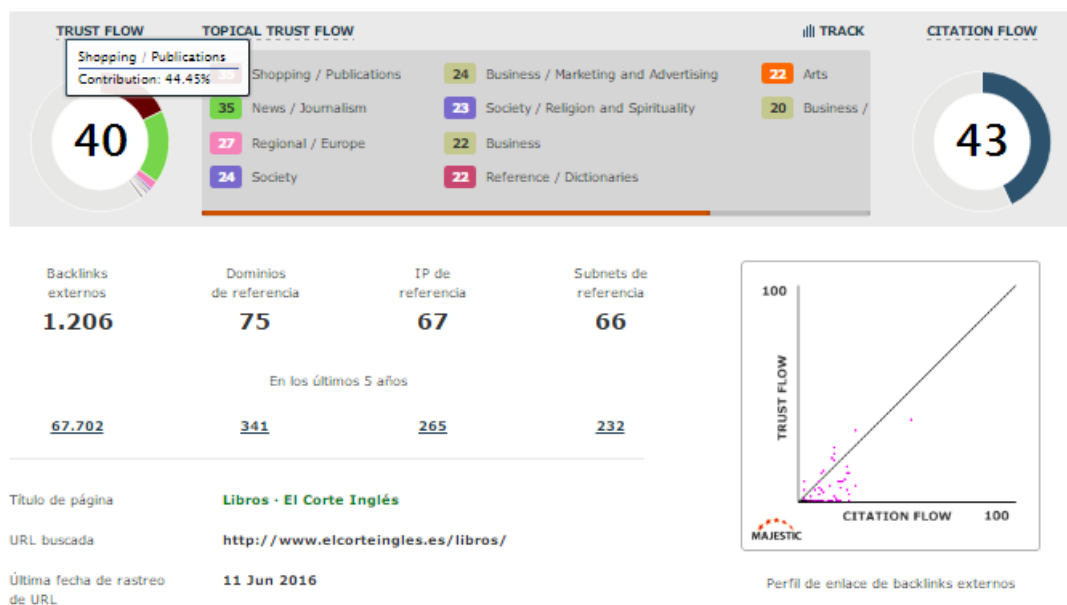 TRUST FLOW
TOPICAL TRUST FLOW
TRACK
CITATION FLOW
Shopping / Publications
Contribution: 44.45%
40
Shopping / Publications
35 News / Journalism
27 Regional / Europe
24 Society
24 Business / Marketing and Advertising
23 Society / Religion and Spirituality
22 Business
22 Reference / Dictionaries
22 Arts
20 Business /
43
Backlinks
externos
1.206
Dominios
de referencia
75
IP de
referencia
67
Subnets de
referencia
66
En los últimos 5 años
67.702
341
265
232
Título de página
Libros · El Corte Inglés
URL buscada
http://www.elcorteingles.es/libros/
Última fecha de rastreo
de URL
11 Jun 2016
100
TRUST FLOW
CITATION FLOW
100
MAJESTIC
Perfil de enlace de backlinks externos